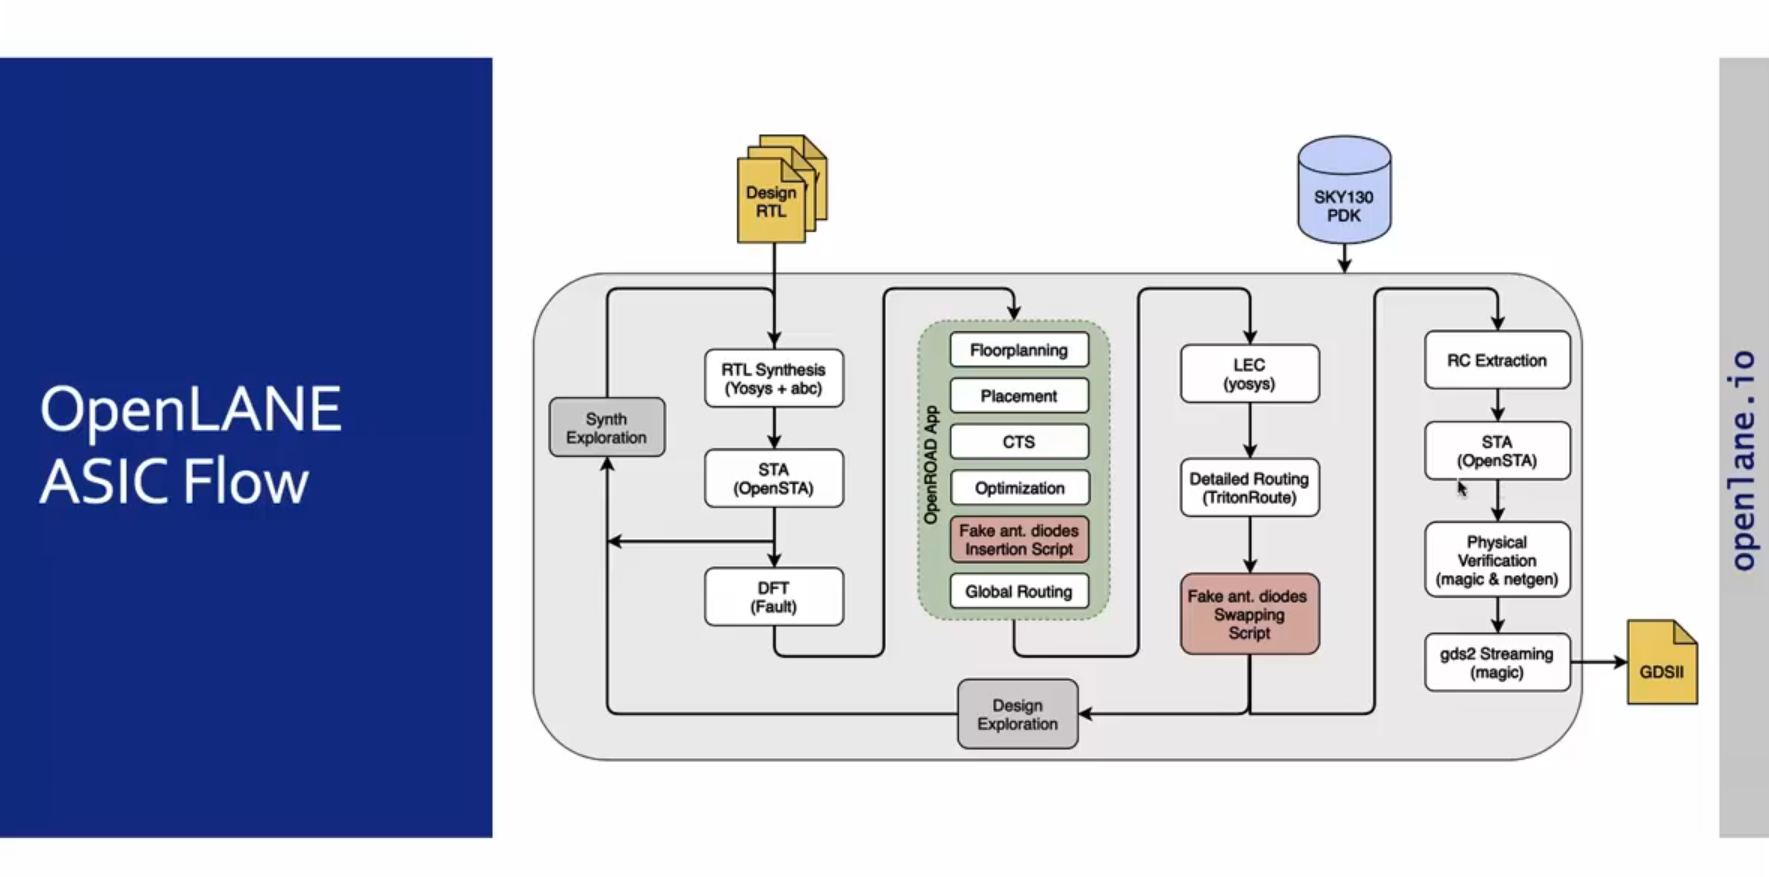 OpenLANE
ASIC Flow
Design
RTL
SKY130
PDK
Synth
Exploration
RTL Synthesis
(Yosys + abc)
STA
(OpenSTA)
DFT
(Fault)
OpenROAD App
Floorplanning
Placement
CTS
Optimization
Fake ant. diodes
Insertion Script
Global Routing
LEC
(yosys)
Detailed Routing
(TritonRoute)
Fake ant. diodes
Swapping
Script
Design
Exploration
RC Extraction
STA
(OpenSTA)
Physical
Verification
(magic & netgen)
gds2 Streaming
(magic)
GDSII
openlane.io